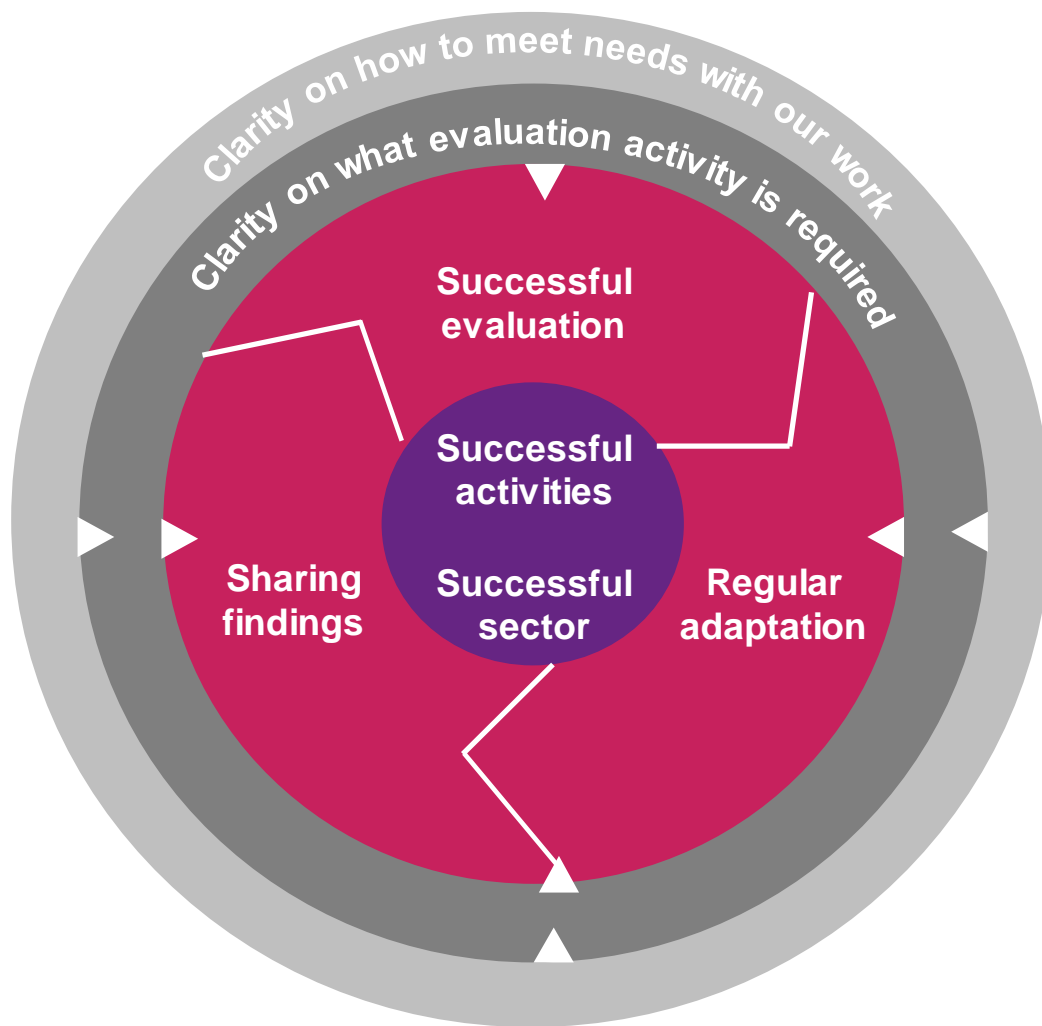 Clarity on how to meet needs with our work
Clarity on what evaluation activity is required
Successful
evaluation
Successful
activities
Successful
sector
Sharing
findings
Regular
adaptation